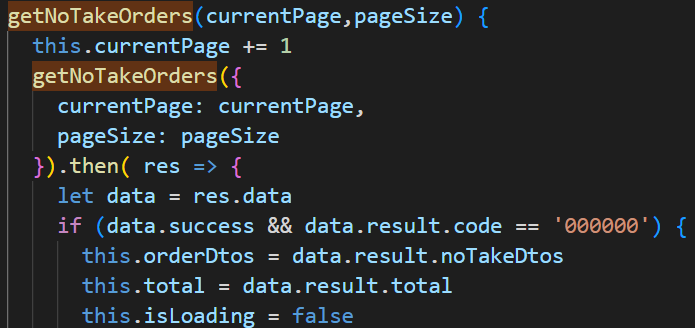 getNoTakeOrders(currentPage,pageSize) {
this.currentPage += 1
getNoTakeOrders({
currentPage: currentPage,
pageSize: pageSize
}).then( res => {
let data = res.data
if (data.success && data.result.code == '000000') {
this.orderDtos = data.result.noTakeDtos
this.total = data.result.total
this.isLoading = false